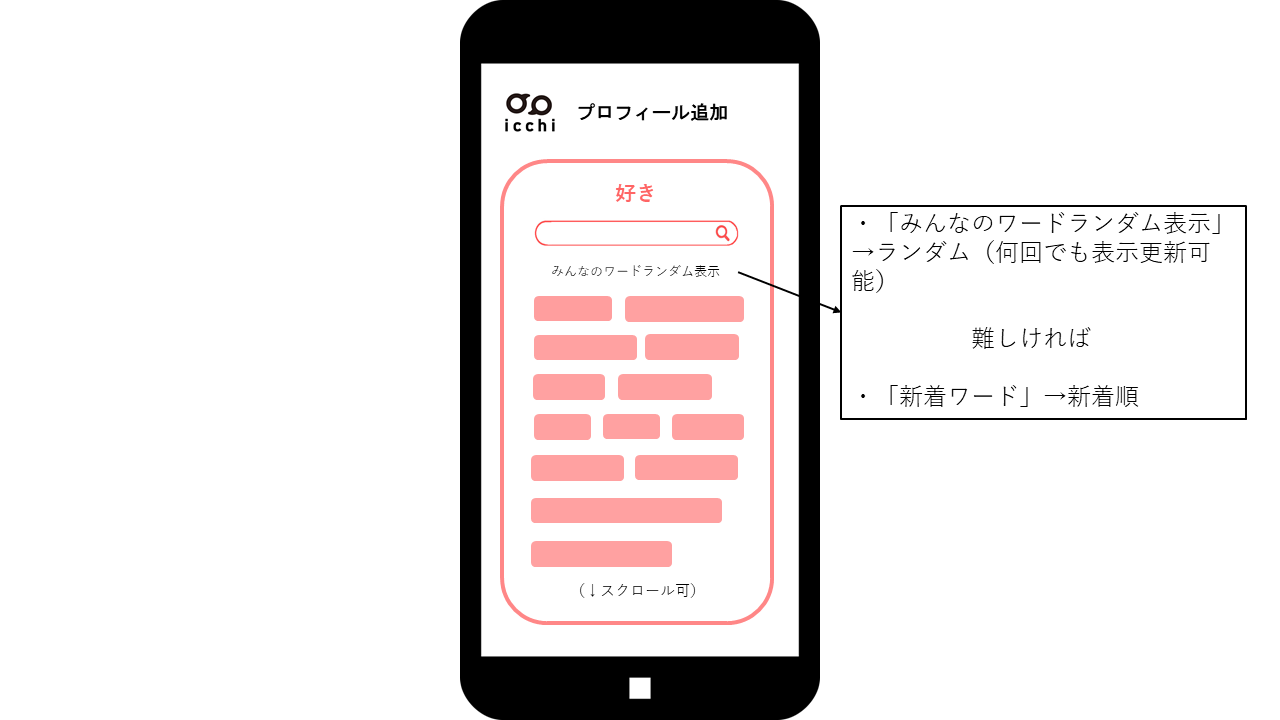 icchi
プロフィール追加
好き
みんなのワードランダム表示
（↓スクロール可）
・「みんなのワードランダム表示」
→ランダム（何回でも表示更新可
能）
難しければ
・「新着ワード」→新着順